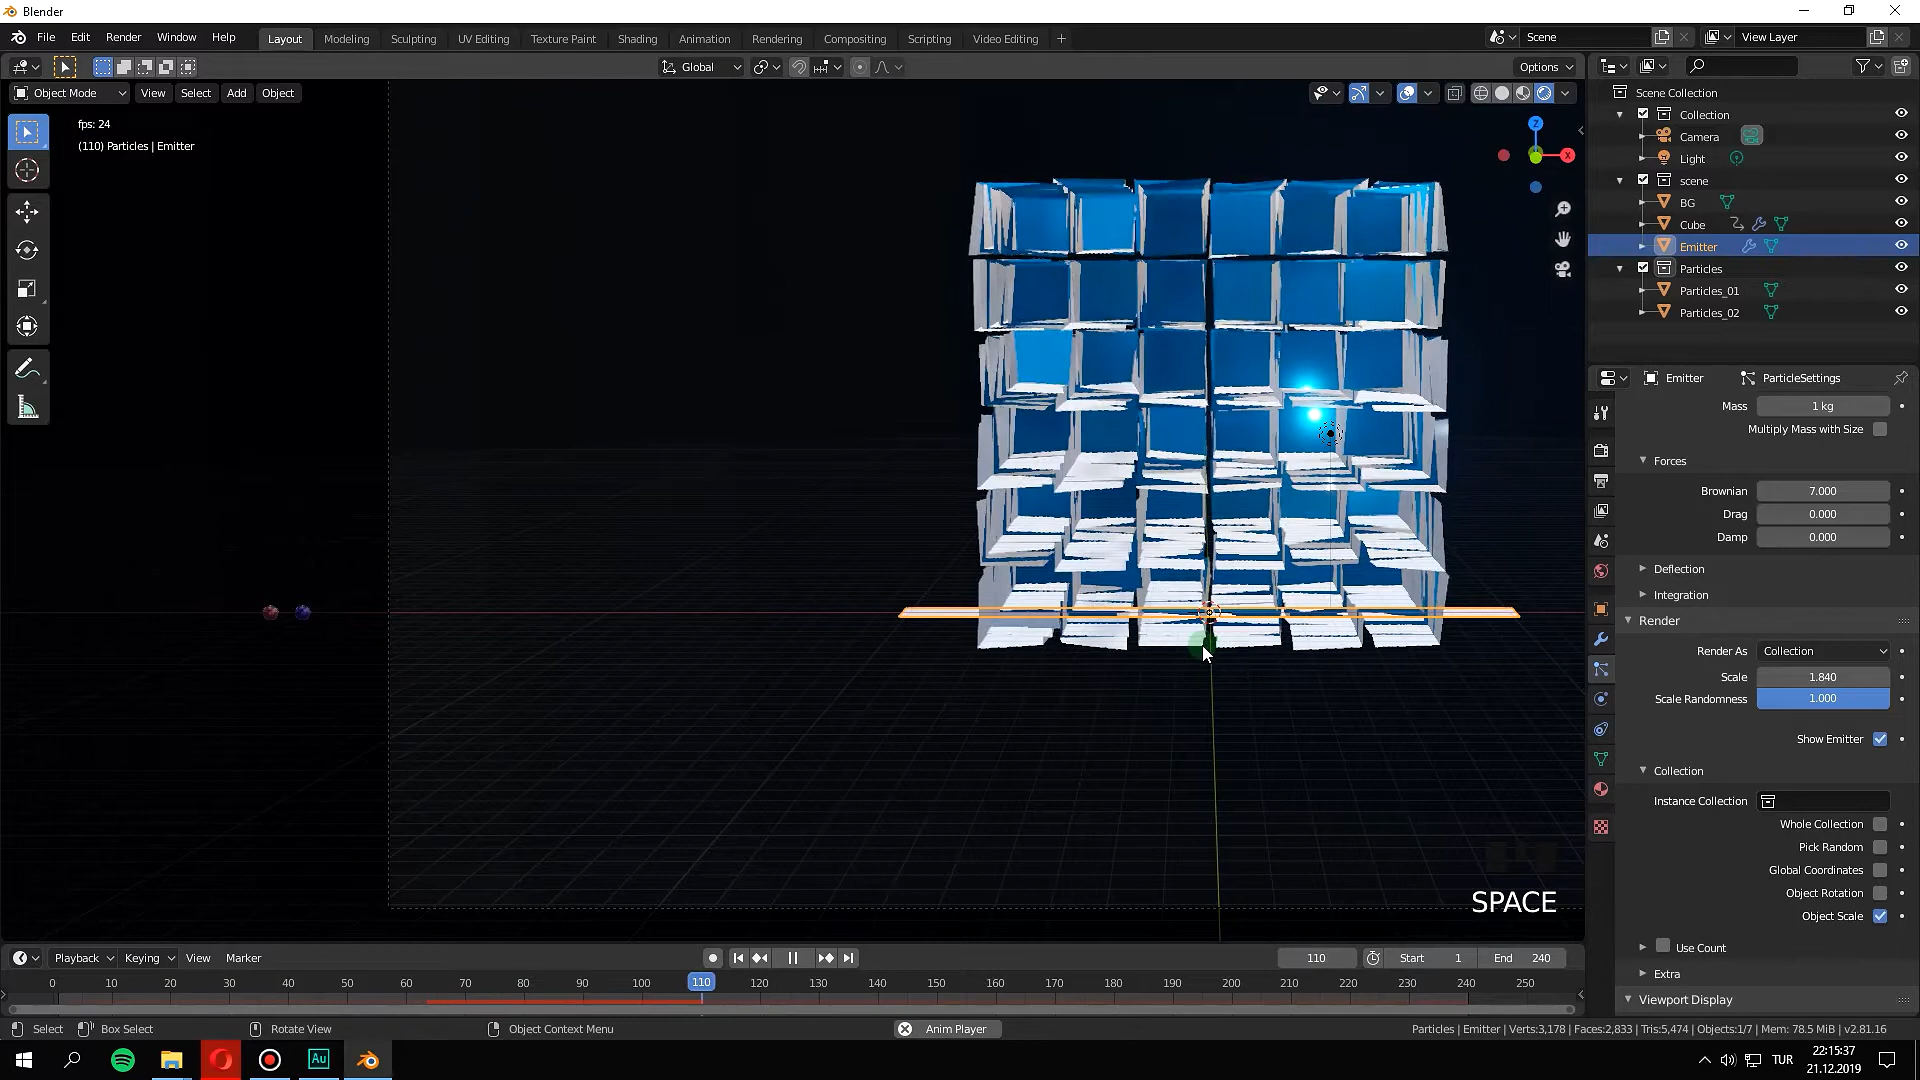 Blender
File Edit Render Window Help
Layout Modeling Sculpting UV Editing Texture Paint Shading Animation Rendering Compositing Scripting Video Editing +
Scene
View Layer
Global
Options
Object Mode View Select Add Object
fps: 24
(110) Particles | Emitter
Z
X
Scene Collection
Collection
Camera
Light
scene
BG
Cube
Emitter
Particles
Particles_01
Particles_02
Emitter ParticleSettings
Mass 1 kg
Multiply Mass with Size
Forces
Brownian 7.000
Drag 0.000
Damp 0.000
Deflection
Integration
Render
Render As Collection
Scale 1.840
Scale Randomness 1.000
Show Emitter
Collection
Instance Collection
Whole Collection
Pick Random
Global Coordinates
Object Rotation
Object Scale
Use Count
Extra
Viewport Display
SPACE
Playback Keying View Marker
110 Start 1 End 240
0 10 20 30 40 50 60 70 80 90 100 110 120 130 140 150 160 170 180 190 200 210 220 230 240 250
Select Box Select Rotate View Object Context Menu Anim Player
Particles | Emitter | Verts:3,178 | Faces:2,833 | Tris:5,474 | Objects:1/7 | Mem: 78.5 MiB | v2.81.16
Au
TUR
22:15:37
21.12.2019